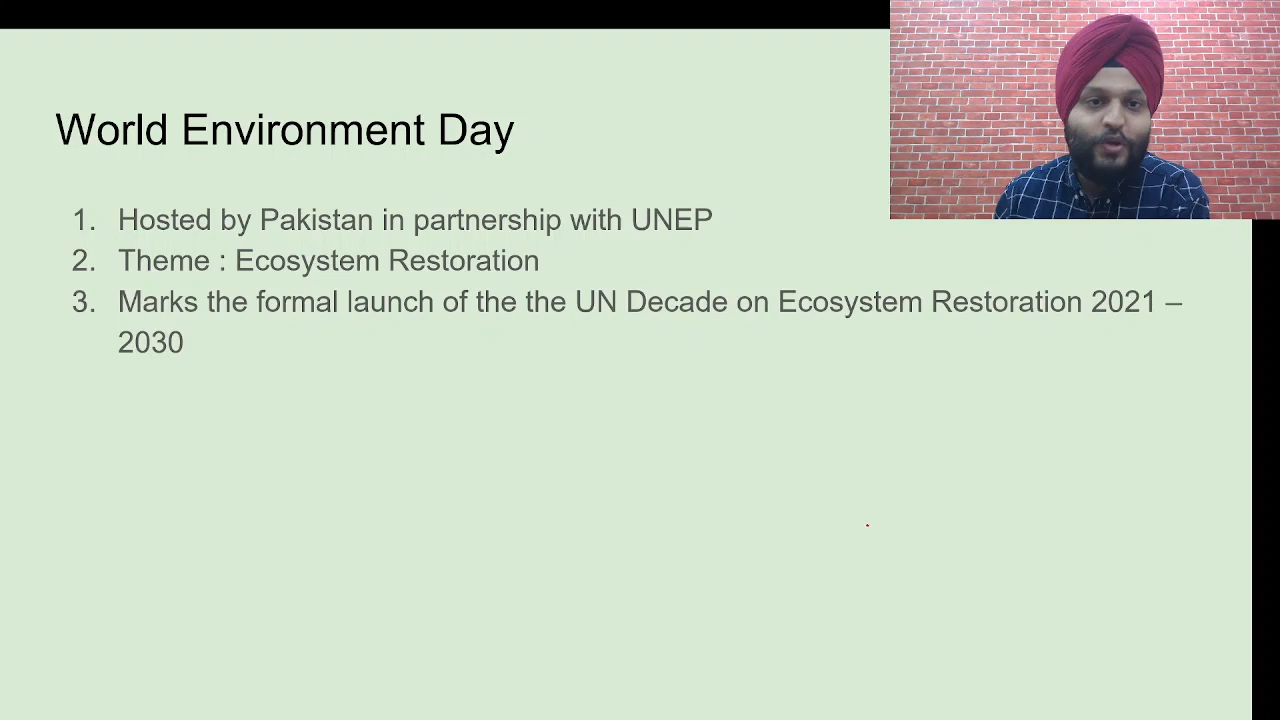 World Environment Day
1. Hosted by Pakistan in partnership with UNEP
2. Theme : Ecosystem Restoration
3. Marks the formal launch of the the UN Decade on Ecosystem Restoration 2021 –
2030